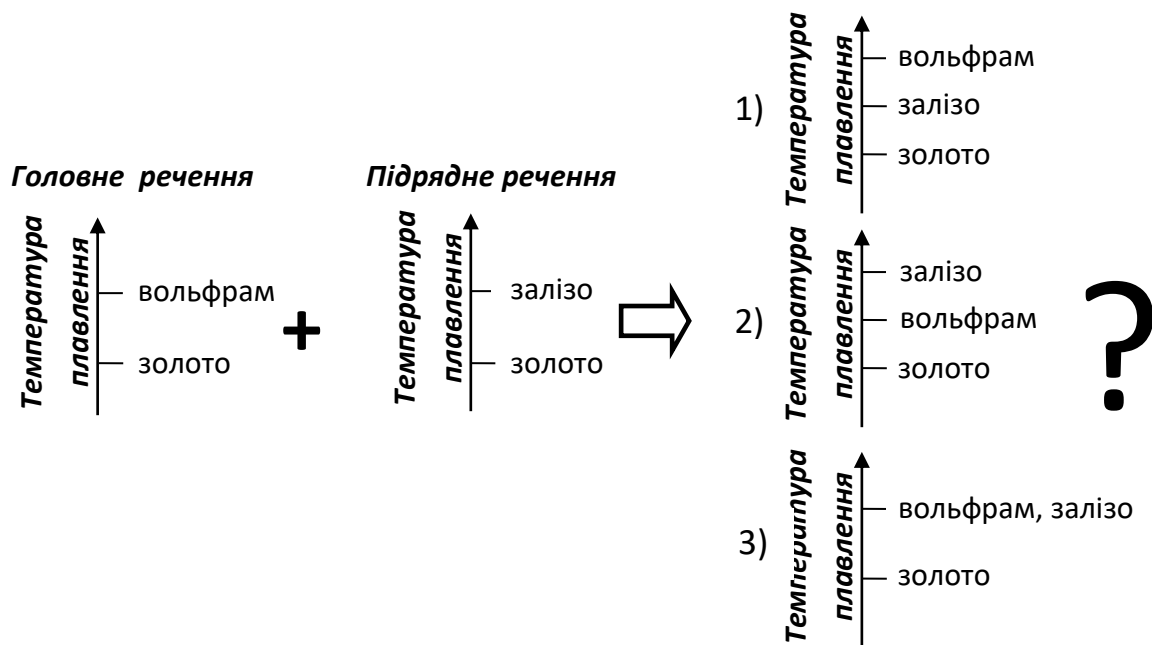 Головне речення
Температура
плавлення
вольфрам
золото
+
Підрядне речення
Температура
плавлення
залізо
золото
1)
Температура
плавлення
вольфрам
залізо
золото
2)
Температура
плавлення
залізо
вольфрам
золото
3)
Температура
плавлення
вольфрам, залізо
золото
?